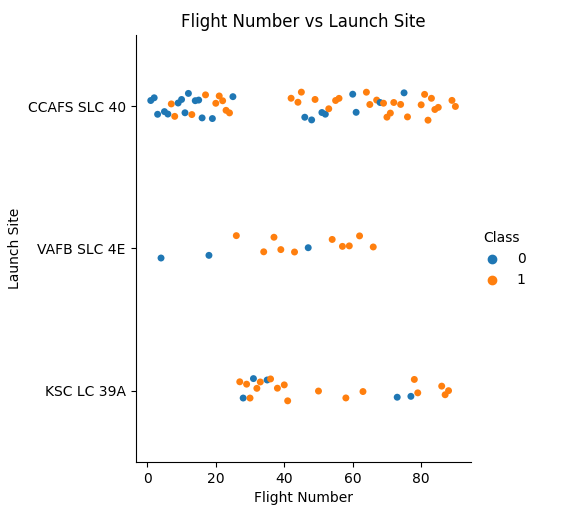 Flight Number vs Launch Site
CCAFS SLC 40
VAFB SLC 4E
KSC LC 39A
Launch Site
0
20
40
60
80
Flight Number
Class
0
1